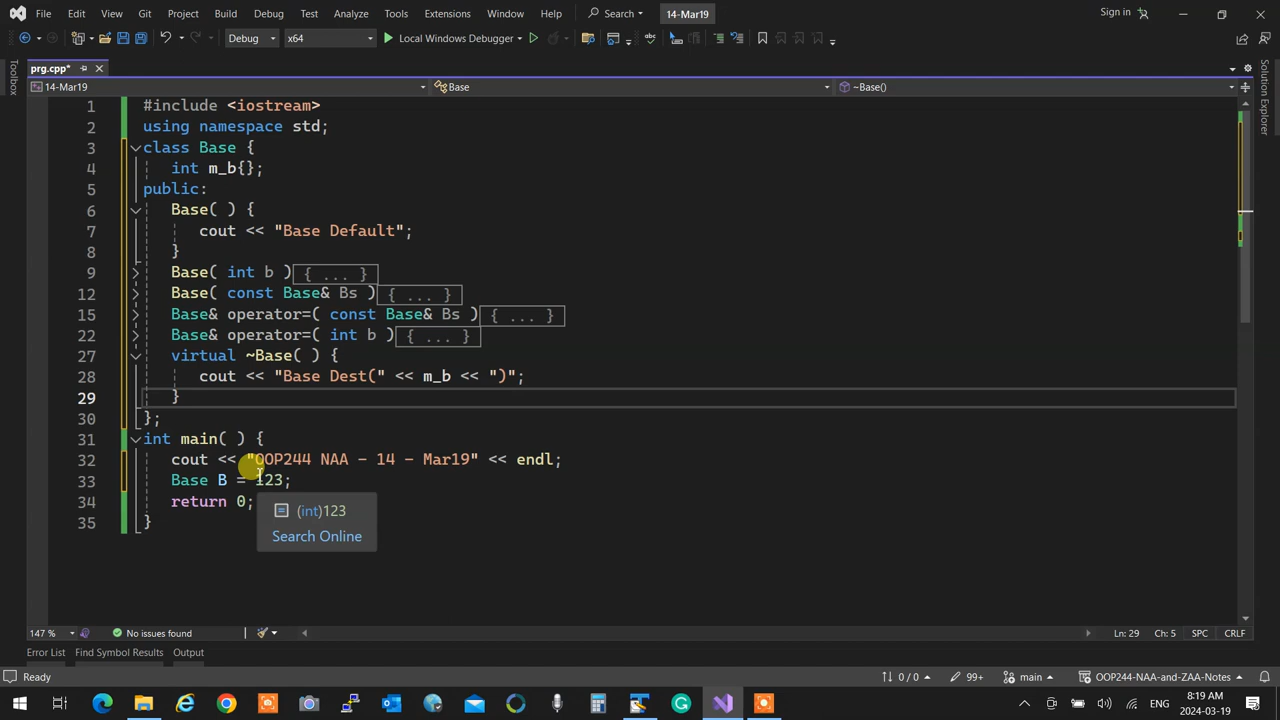 File Edit View Git Project Build Debug Test Analyze Tools Extensions Window Help Search 14-Mar19 Sign in
Debug x64 Local Windows Debugger
prg.cpp*
14-Mar19 Base ~Base()
Toolbox
Solution Explorer
1 #include <iostream>
2 using namespace std;
3 class Base {
4 int m_b{};
5 public:
6 Base( ) {
7 cout << "Base Default";
8 }
9 Base( int b ){ ... }
12 Base( const Base& Bs ){ ... }
15 Base& operator=( const Base& Bs ){ ... }
22 Base& operator=( int b ){ ... }
27 virtual ~Base( ) {
28 cout << "Base Dest(" << m_b << ")";
29 }
30 };
31 int main( ) {
32 cout << "OOP244 NAA - 14 - Mar19" << endl;
33 Base B = 123;
34 return 0;
35 }
(int)123
Search Online
147 % No issues found Ln: 29 Ch: 5 SPC CRLF
Error List Find Symbol Results Output
Ready 0 / 0 99+ main OOP244-NAA-and-ZAA-Notes
ENG 8:19 AM
2024-03-19